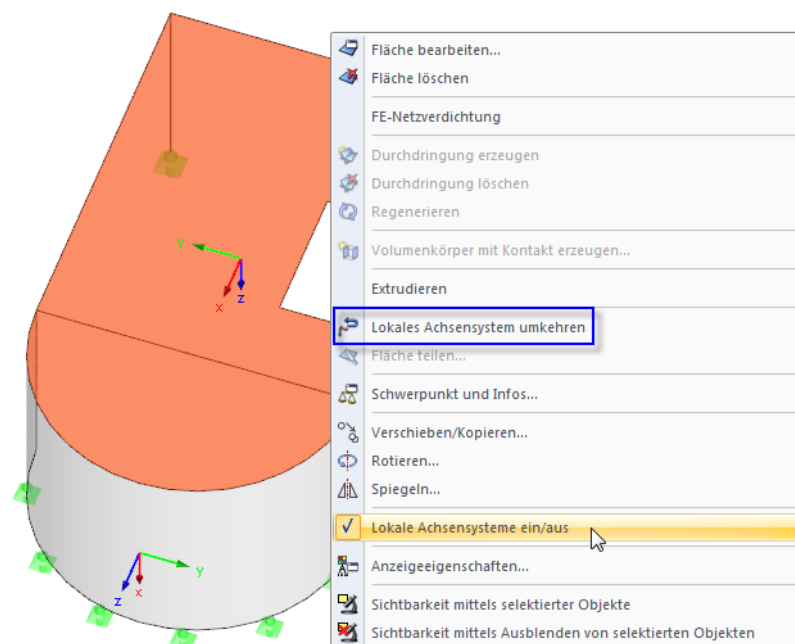 Fläche bearbeiten...
Fläche löschen
FE-Netzverdichtung
Durchdringung erzeugen
Durchdringung löschen
Regenerieren
Volumenkörper mit Kontakt erzeugen...
Extrudieren
Lokales Achsensystem umkehren
Fläche teilen...
Schwerpunkt und Infos...
Verschieben/Kopieren...
Rotieren...
Spiegeln...
Lokale Achsensysteme ein/aus
Anzeigeeigenschaften...
Sichtbarkeit mittels selektierter Objekte
Sichtbarkeit mittels Ausblenden von selektierten Objekten
y
x
z
y
z
x